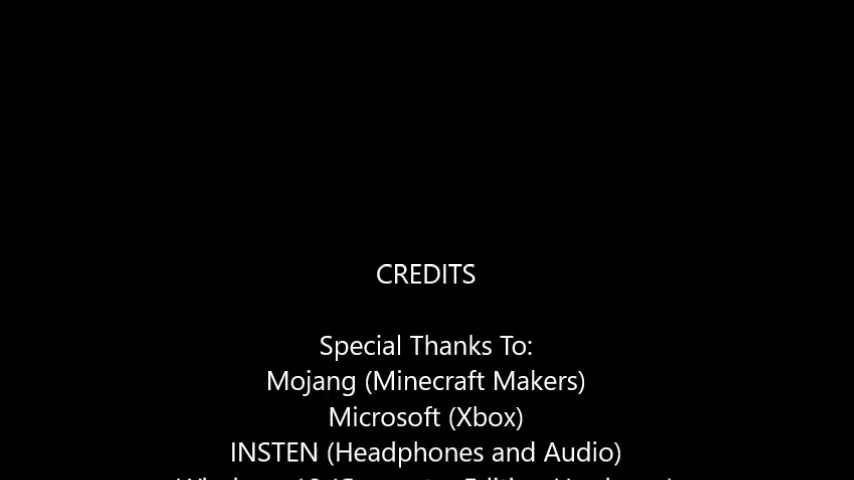 CREDITS
Special Thanks To:
Mojang (Minecraft Makers)
Microsoft (Xbox)
INSTEN (Headphones and Audio)